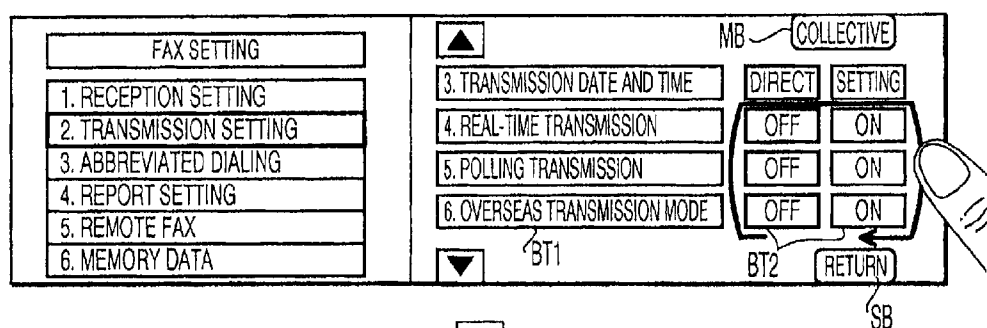 FAX SETTING
1. RECEPTION SETTING
2. TRANSMISSION SETTING
3. ABBREVIATED DIALING
4. REPORT SETTING
5. REMOTE FAX
6. MEMORY DATA
MB COLLECTIVE
3. TRANSMISSION DATE AND TIME DIRECT SETTING
4. REAL-TIME TRANSMISSION OFF ON
5. POLLING TRANSMISSION OFF ON
6. OVERSEAS TRANSMISSION MODE OFF ON
BT1 BT2 RETURN
SB